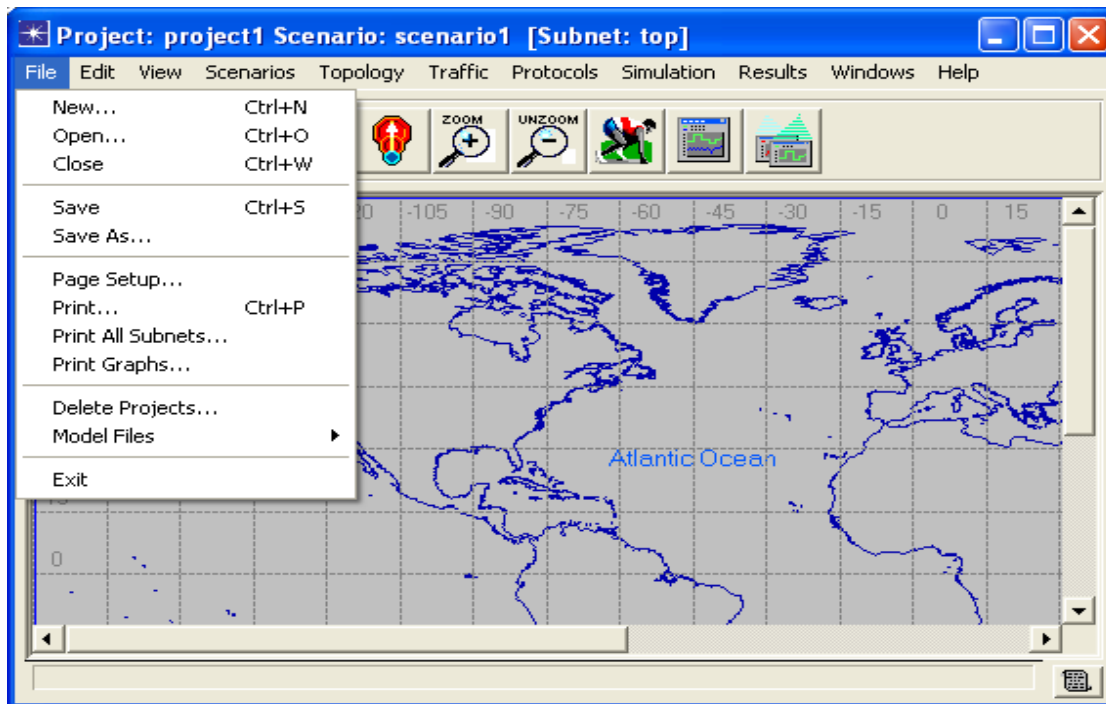 Project: project1 Scenario: scenario1 [Subnet: top]
File Edit View Scenarios Topology Traffic Protocols Simulation Results Windows Help
New... Ctrl+N
Open... Ctrl+O
Close Ctrl+W
Save Ctrl+S
Save As...
Page Setup...
Print... Ctrl+P
Print All Subnets...
Print Graphs...
Delete Projects...
Model Files
Exit
ZOOM UNZOOM
-105 -90 -75 -60 -45 -30 -15 0 15
Atlantic Ocean
0